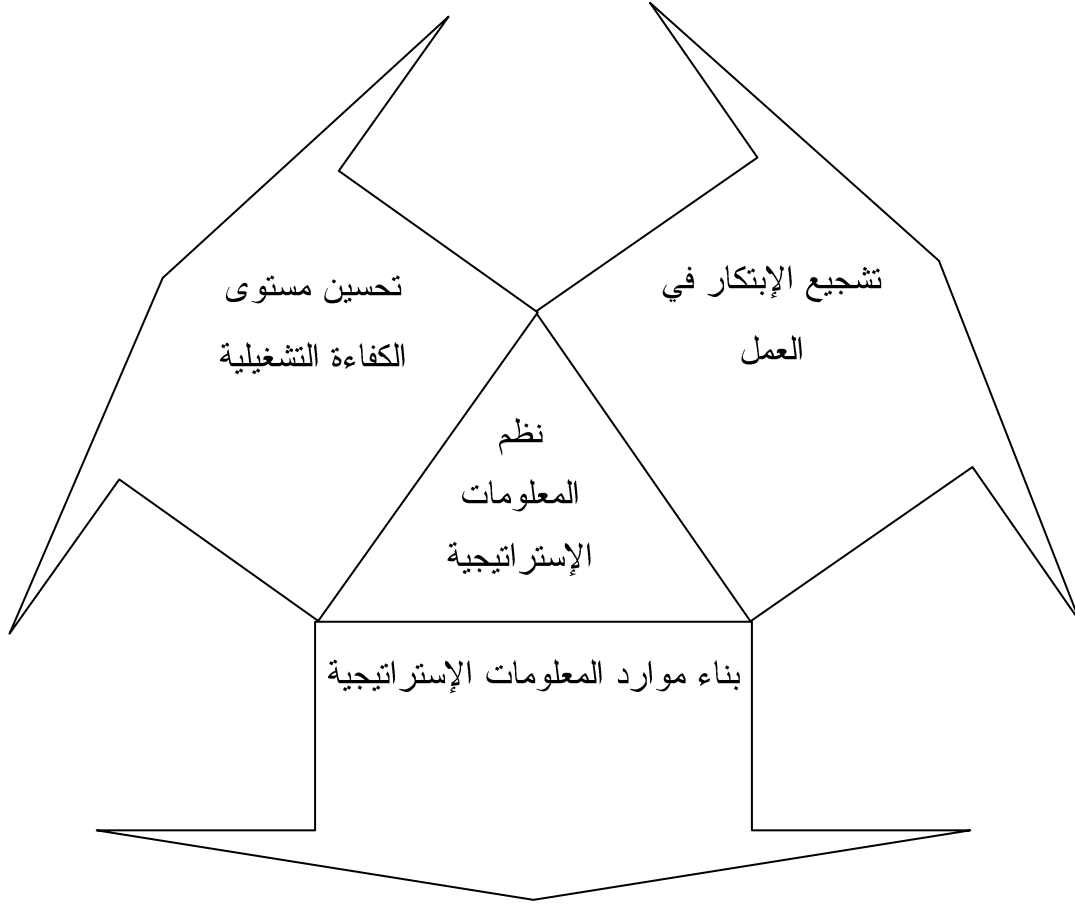 تشجيع الإبتكار في
العمل
تحسين مستوى
الكفاءة التشغيلية
نظم
المعلومات
الإستراتيجية
بناء موارد المعلومات الإستراتيجية